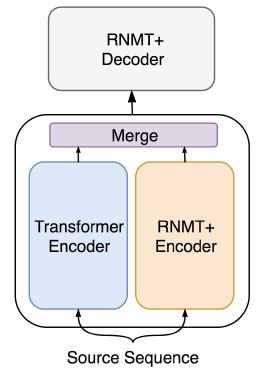 RNMT+
Decoder
Merge
Transformer
Encoder
RNMT+
Encoder
Source Sequence